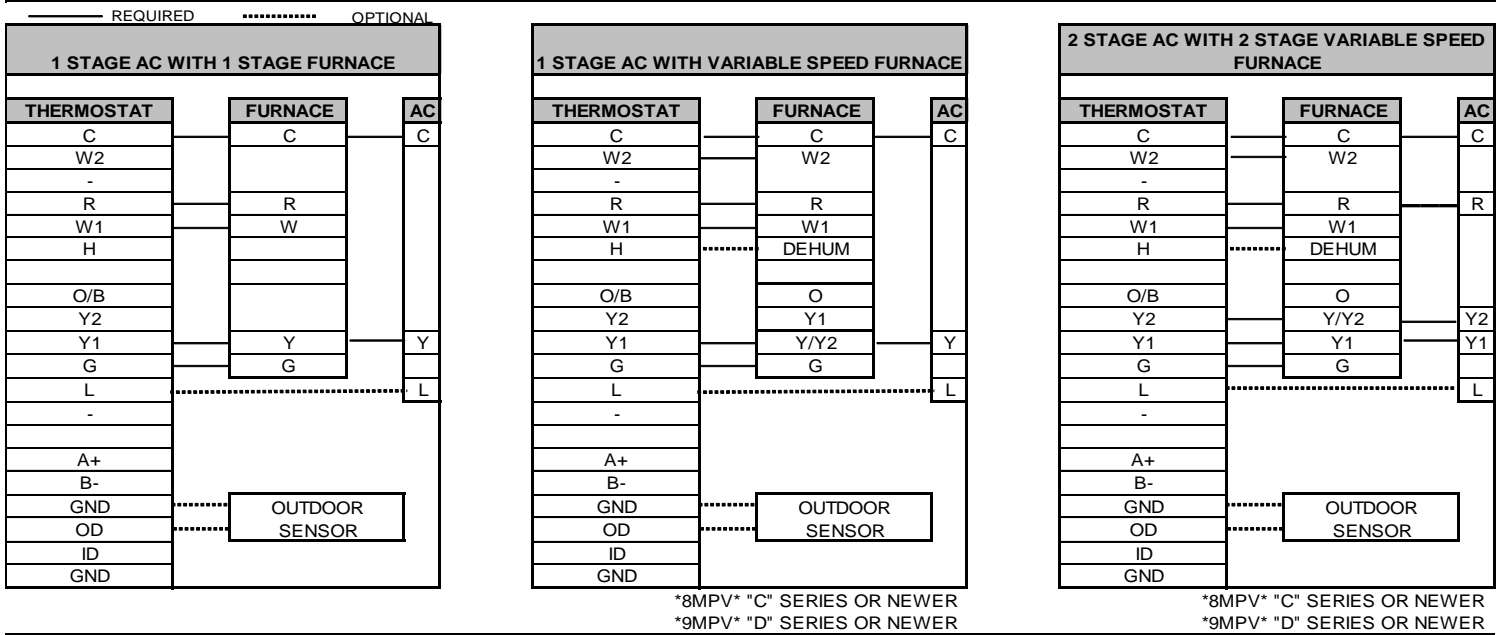 REQUIRED OPTIONAL
1 STAGE AC WITH 1 STAGE FURNACE
THERMOSTAT FURNACE AC
C C C
W2
-
R R
W1 W
H
O/B
Y2
Y1 Y Y
G G
L L
-
A+
B-
GND OUTDOOR
OD SENSOR
ID
GND
1 STAGE AC WITH VARIABLE SPEED FURNACE
THERMOSTAT FURNACE AC
C C C
W2 W2
-
R R
W1 W1
H DEHUM
O/B O
Y2 Y1
Y1 Y/Y2 Y
G G
L L
-
A+
B-
GND OUTDOOR
OD SENSOR
ID
GND
*8MPV* "C" SERIES OR NEWER
*9MPV* "D" SERIES OR NEWER
2 STAGE AC WITH 2 STAGE VARIABLE SPEED
FURNACE
THERMOSTAT FURNACE AC
C C C
W2 W2
-
R R R
W1 W1
H DEHUM
O/B O
Y2 Y/Y2 Y2
Y1 Y1 Y1
G G
L L
-
A+
B-
GND OUTDOOR
OD SENSOR
ID
GND
*8MPV* "C" SERIES OR NEWER
*9MPV* "D" SERIES OR NEWER